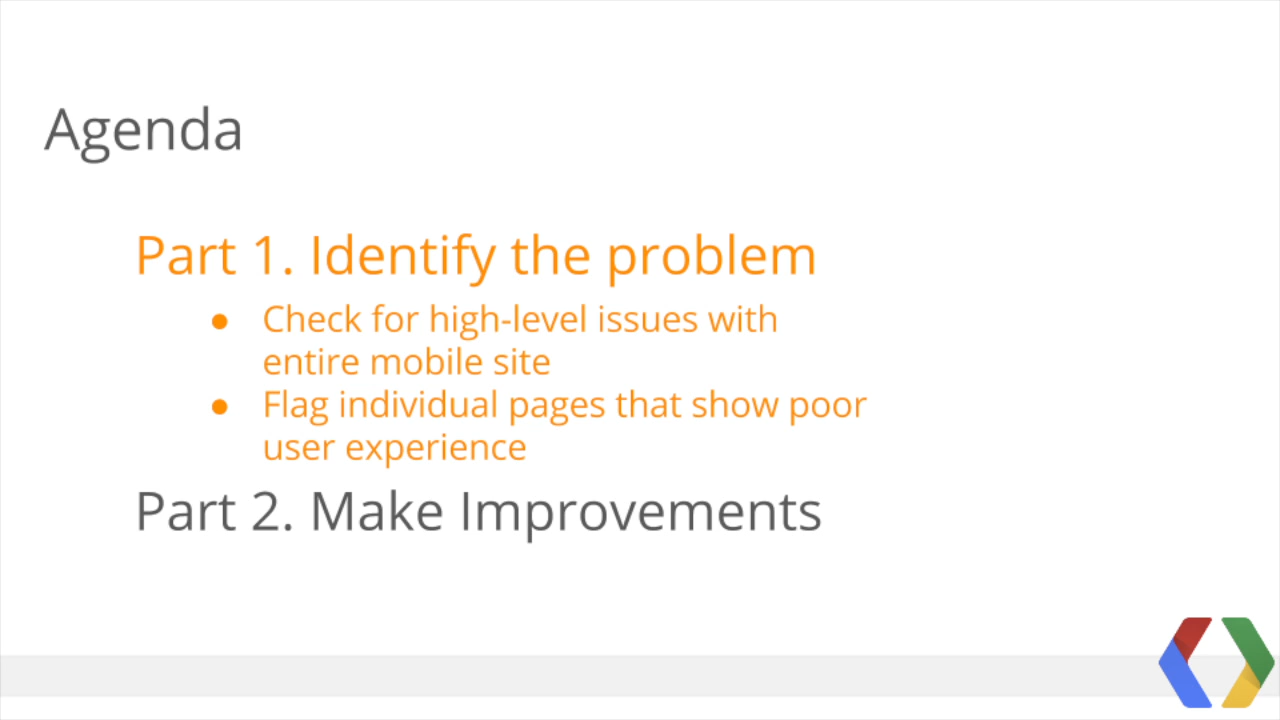 Agenda
Part 1. Identify the problem
● Check for high-level issues with
entire mobile site
● Flag individual pages that show poor
user experience
Part 2. Make Improvements